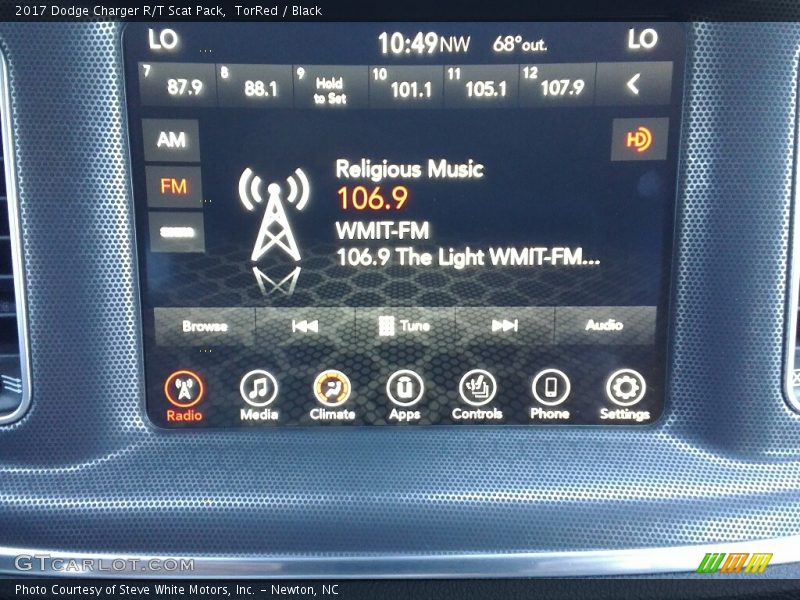 2017 Dodge Charger R/T Scat Pack, TorRed / Black
LO 10:49 NW 68° out. LO
7 87.9 8 88.1 9 Hold to Set 10 101.1 11 105.1 12 107.9 <
AM
HD
FM
Religious Music
106.9
WMIT-FM
106.9 The Light WMIT-FM...
Browse Tune Audio
Radio Media Climate Apps Controls Phone Settings
GTCARLOT.COM
Photo Courtesy of Steve White Motors, Inc. – Newton, NC